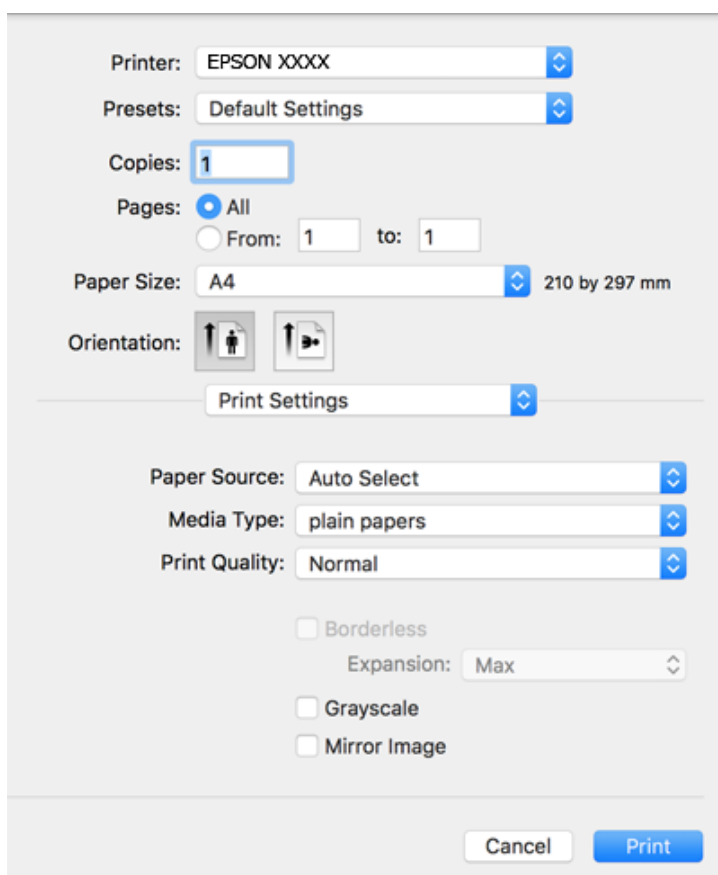 Printer: EPSON XXXX
Presets: Default Settings
Copies: 1
Pages: All
From: 1 to: 1
Paper Size: A4 210 by 297 mm
Orientation:
Print Settings
Paper Source: Auto Select
Media Type: plain papers
Print Quality: Normal
Borderless
Expansion: Max
Grayscale
Mirror Image
Cancel Print